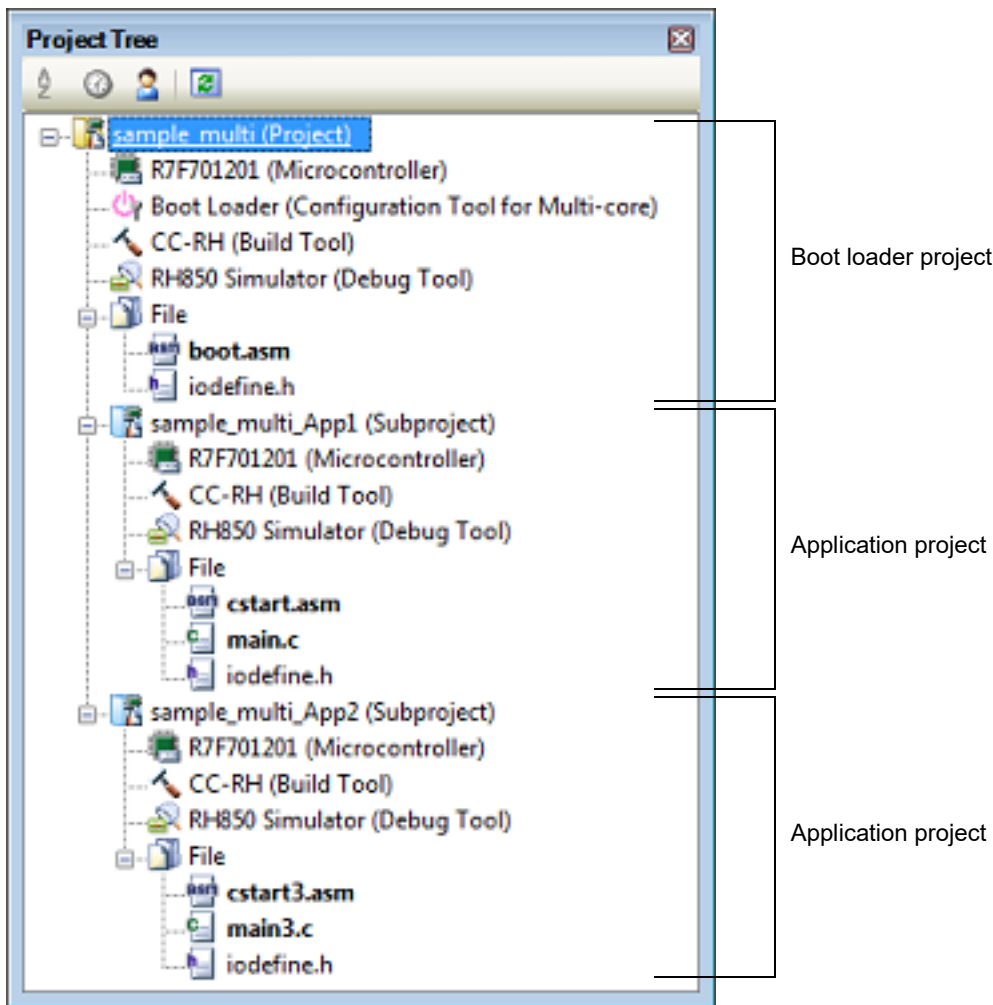 Project Tree
sample_multi (Project)
R7F701201 (Microcontroller)
Boot Loader (Configuration Tool for Multi-core)
CC-RH (Build Tool)
RH850 Simulator (Debug Tool)
File
boot.asm
iodefine.h
Boot loader project
sample_multi_App1 (Subproject)
R7F701201 (Microcontroller)
CC-RH (Build Tool)
RH850 Simulator (Debug Tool)
File
cstart.asm
main.c
iodefine.h
Application project
sample_multi_App2 (Subproject)
R7F701201 (Microcontroller)
CC-RH (Build Tool)
RH850 Simulator (Debug Tool)
File
cstart3.asm
main3.c
iodefine.h
Application project